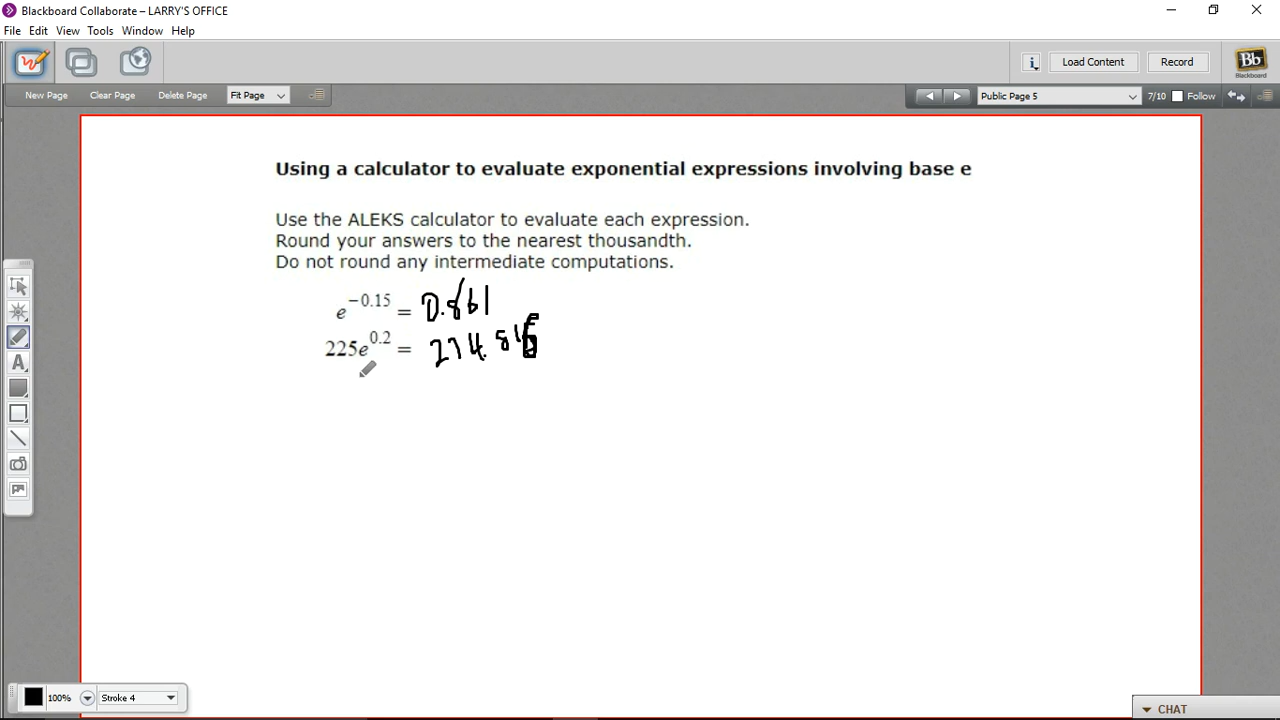 Blackboard Collaborate – LARRY'S OFFICE
File Edit View Tools Window Help
i Load Content Record Bb Blackboard
New Page Clear Page Delete Page Fit Page Public Page 5 7/10 Follow
Using a calculator to evaluate exponential expressions involving base e
Use the ALEKS calculator to evaluate each expression.
Round your answers to the nearest thousandth.
Do not round any intermediate computations.
e^−0.15 = 0.861
225e^0.2 =
A
100% Stroke 4
CHAT